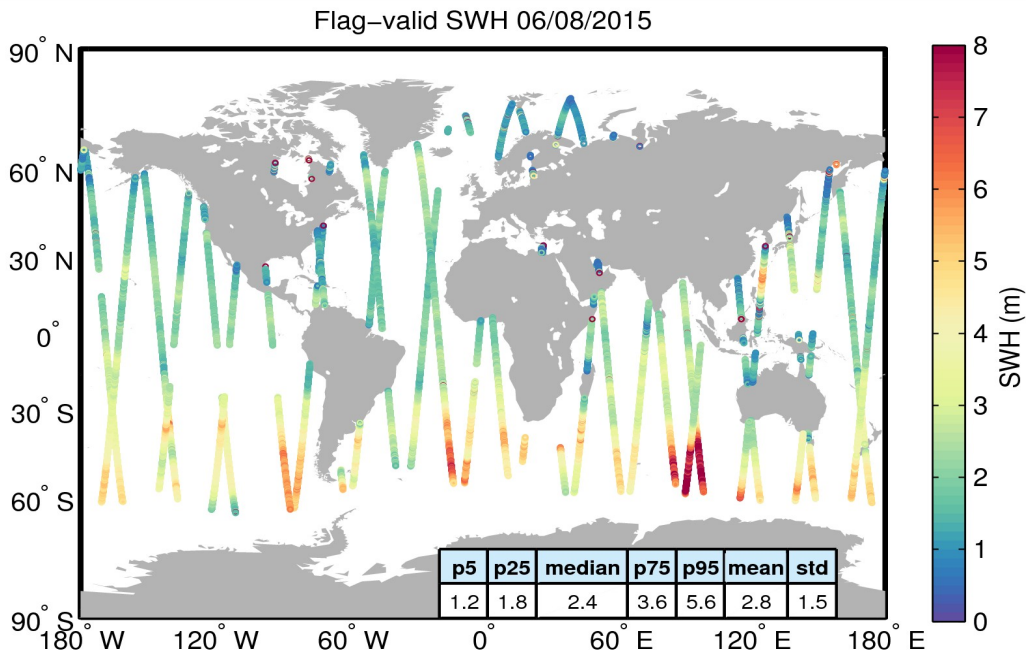 Flag−valid SWH 06/08/2015
90° N
60° N
30° N
0°
30° S
60° S
90° S
180° W
120° W
60° W
0°
60° E
120° E
180° E
p5 p25 median p75 p95 mean std
1.2 1.8 2.4 3.6 5.6 2.8 1.5
8
7
6
5
4
3
2
1
0
SWH (m)